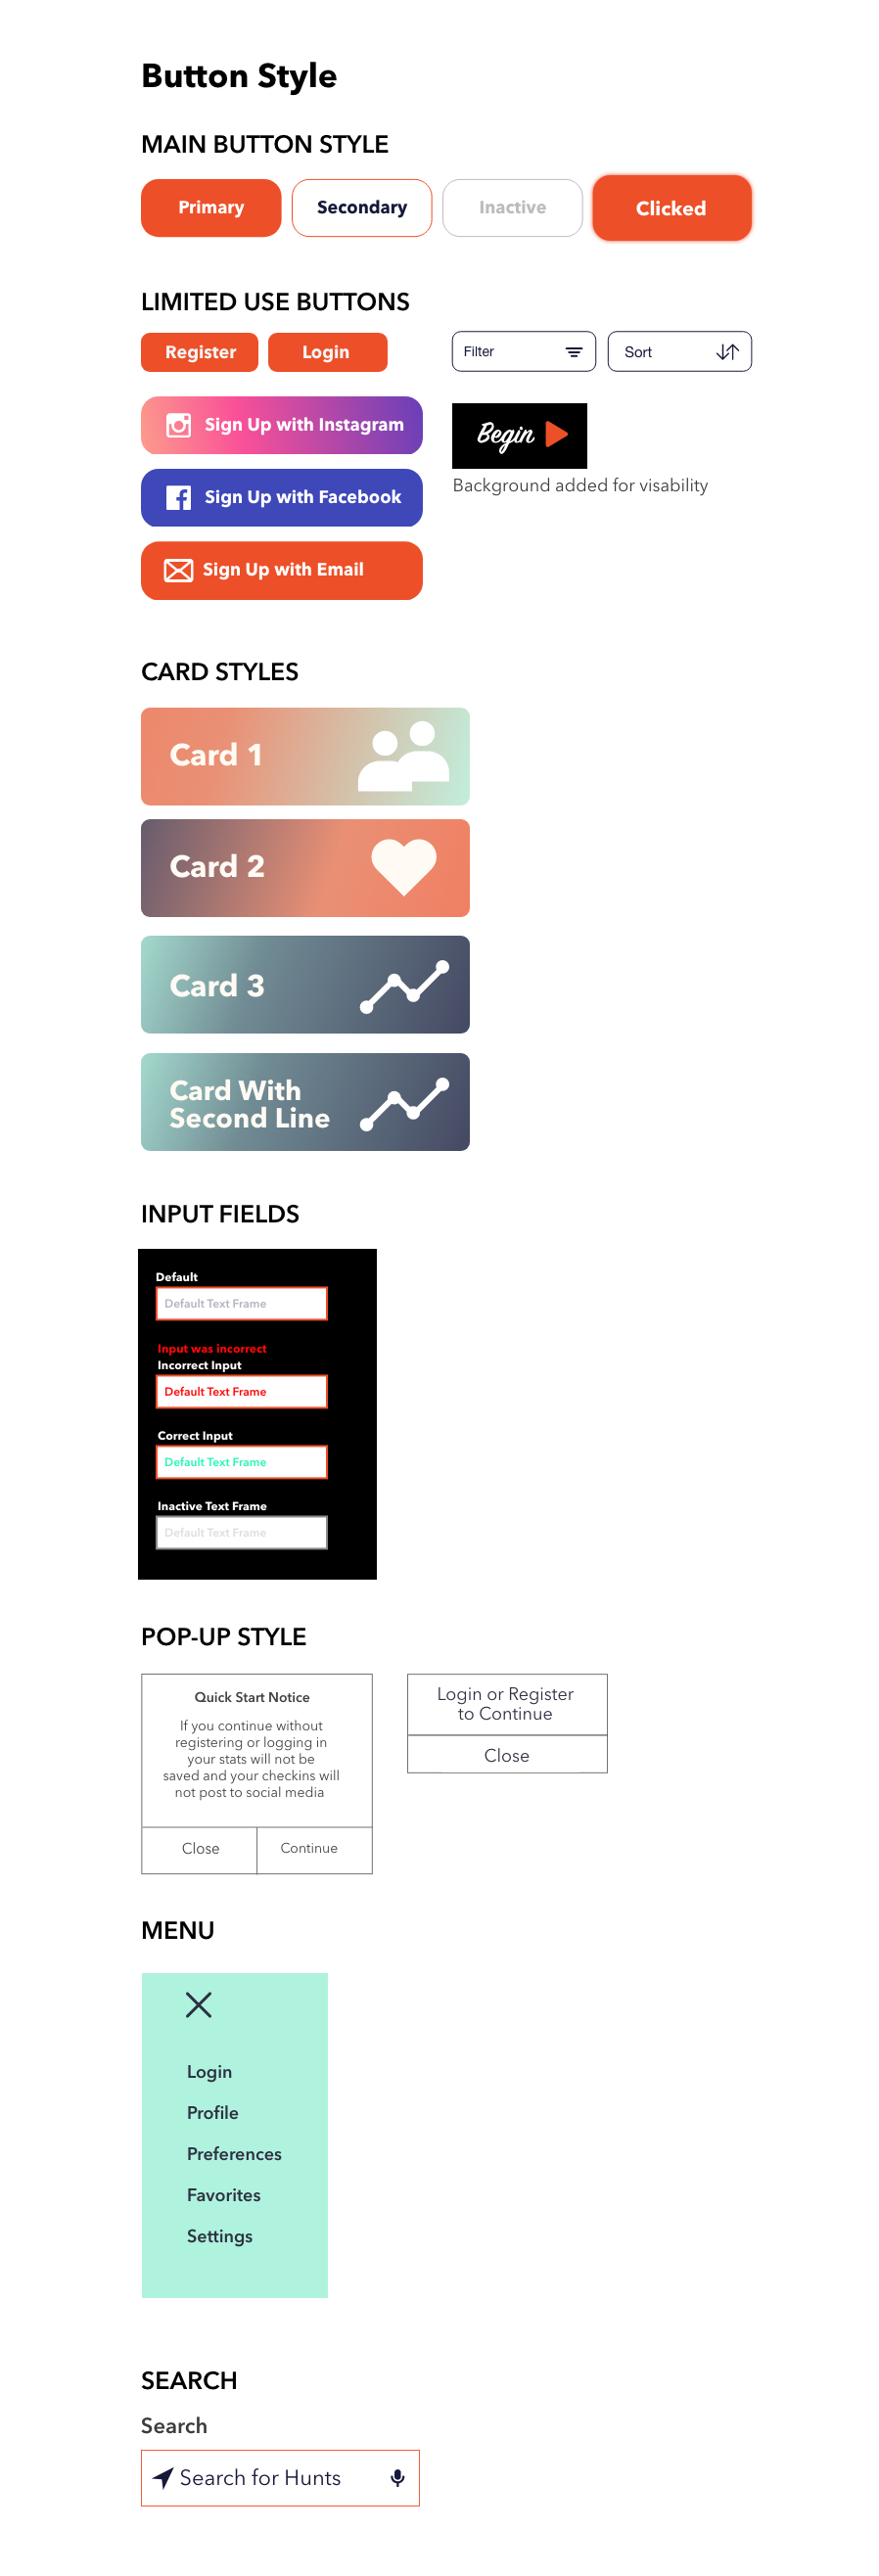 Button Style
MAIN BUTTON STYLE
Primary
Secondary
Inactive
Clicked
LIMITED USE BUTTONS
Register
Login
Filter
Sort
Sign Up with Instagram
Begin
Background added for visability
Sign Up with Facebook
Sign Up with Email
CARD STYLES
Card 1
Card 2
Card 3
Card With
Second Line
INPUT FIELDS
Default
Default Text Frame
Input was incorrect
Incorrect Input
Default Text Frame
Correct Input
Default Text Frame
Inactive Text Frame
Default Text Frame
POP-UP STYLE
Quick Start Notice
If you continue without
registering or logging in
your stats will not be
saved and your checkins will
not post to social media
Close
Continue
Login or Register
to Continue
Close
MENU
Login
Profile
Preferences
Favorites
Settings
SEARCH
Search
Search for Hunts